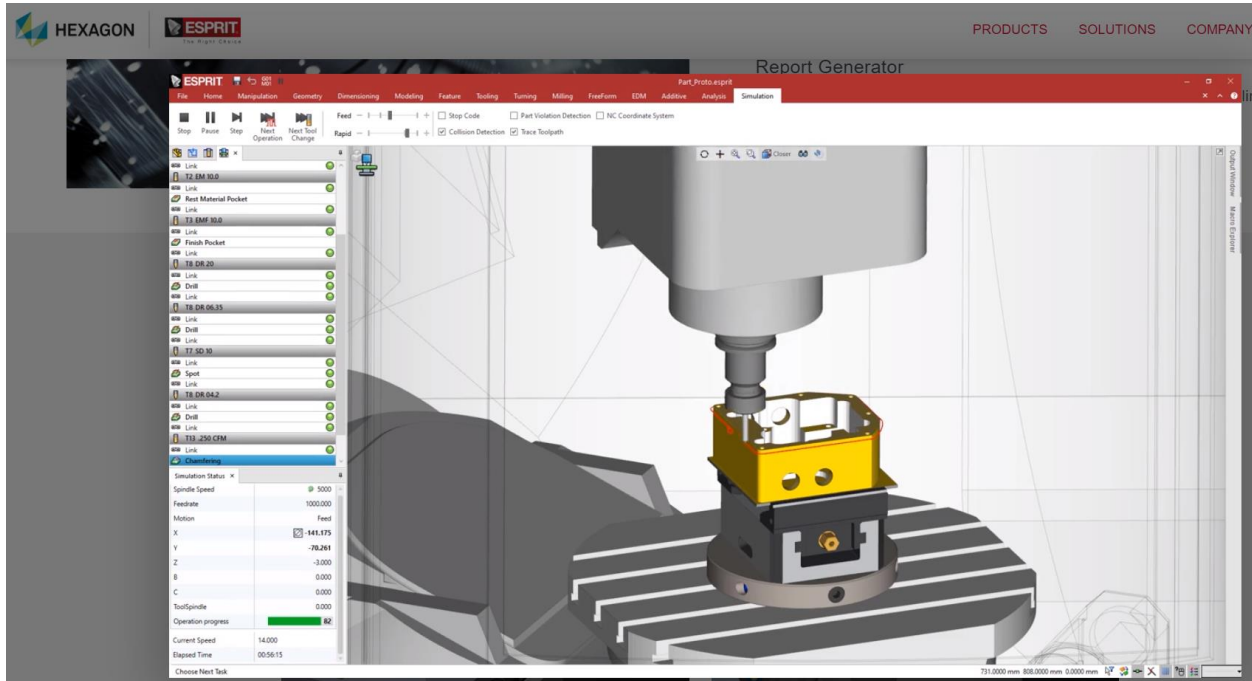 HEXAGON
ESPRIT
The Right Choice
PRODUCTS SOLUTIONS COMPANY
Report Generator
ESPRIT
Part_Proto.esprit
File Home Manipulation Geometry Dimensioning Modeling Feature Tooling Turning Milling FreeForm EDM Additive Analysis Simulation
Stop Pause Step Next Operation Next Tool Change
Feed
Rapid
Stop Code Part Violation Detection NC Coordinate System
Collision Detection Trace Toolpath
Closer
Output Window
Macro Explorer
Link
T2 EM 10.0
Link
Rest Material Pocket
Link
T3 EMF 10.0
Link
Finish Pocket
Link
T8 DR 20
Link
Drill
Link
T8 DR 06.35
Link
Drill
Link
T7 SD 10
Link
Spot
Link
T8 DR 04.2
Link
Drill
Link
T13 .250 CFM
Link
Chamfering
Simulation Status
Spindle Speed 5000
Feedrate 1000.000
Motion Feed
X -141.175
Y -70.261
Z -3.000
B 0.000
C 0.000
ToolSpindle 0.000
Operation progress 82
Current Speed 14.000
Elapsed Time 00:56:15
Choose Next Task
731.0000 mm 808.0000 mm 0.0000 mm